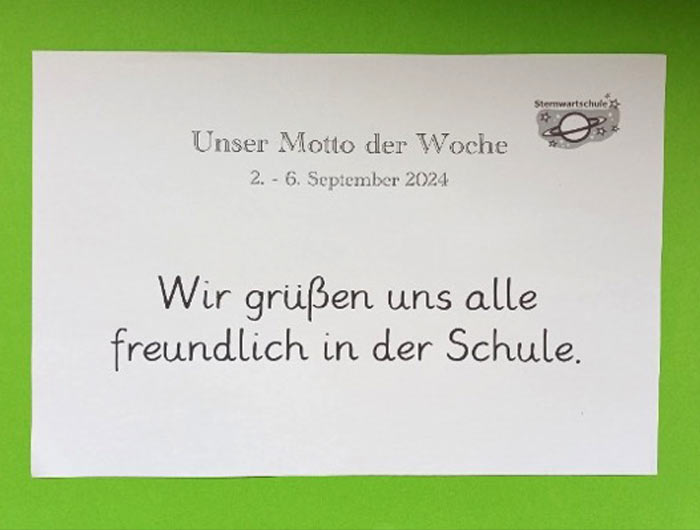 Sternwartschule
Unser Motto der Woche
2. - 6. September 2024
Wir grüßen uns alle
freundlich in der Schule.